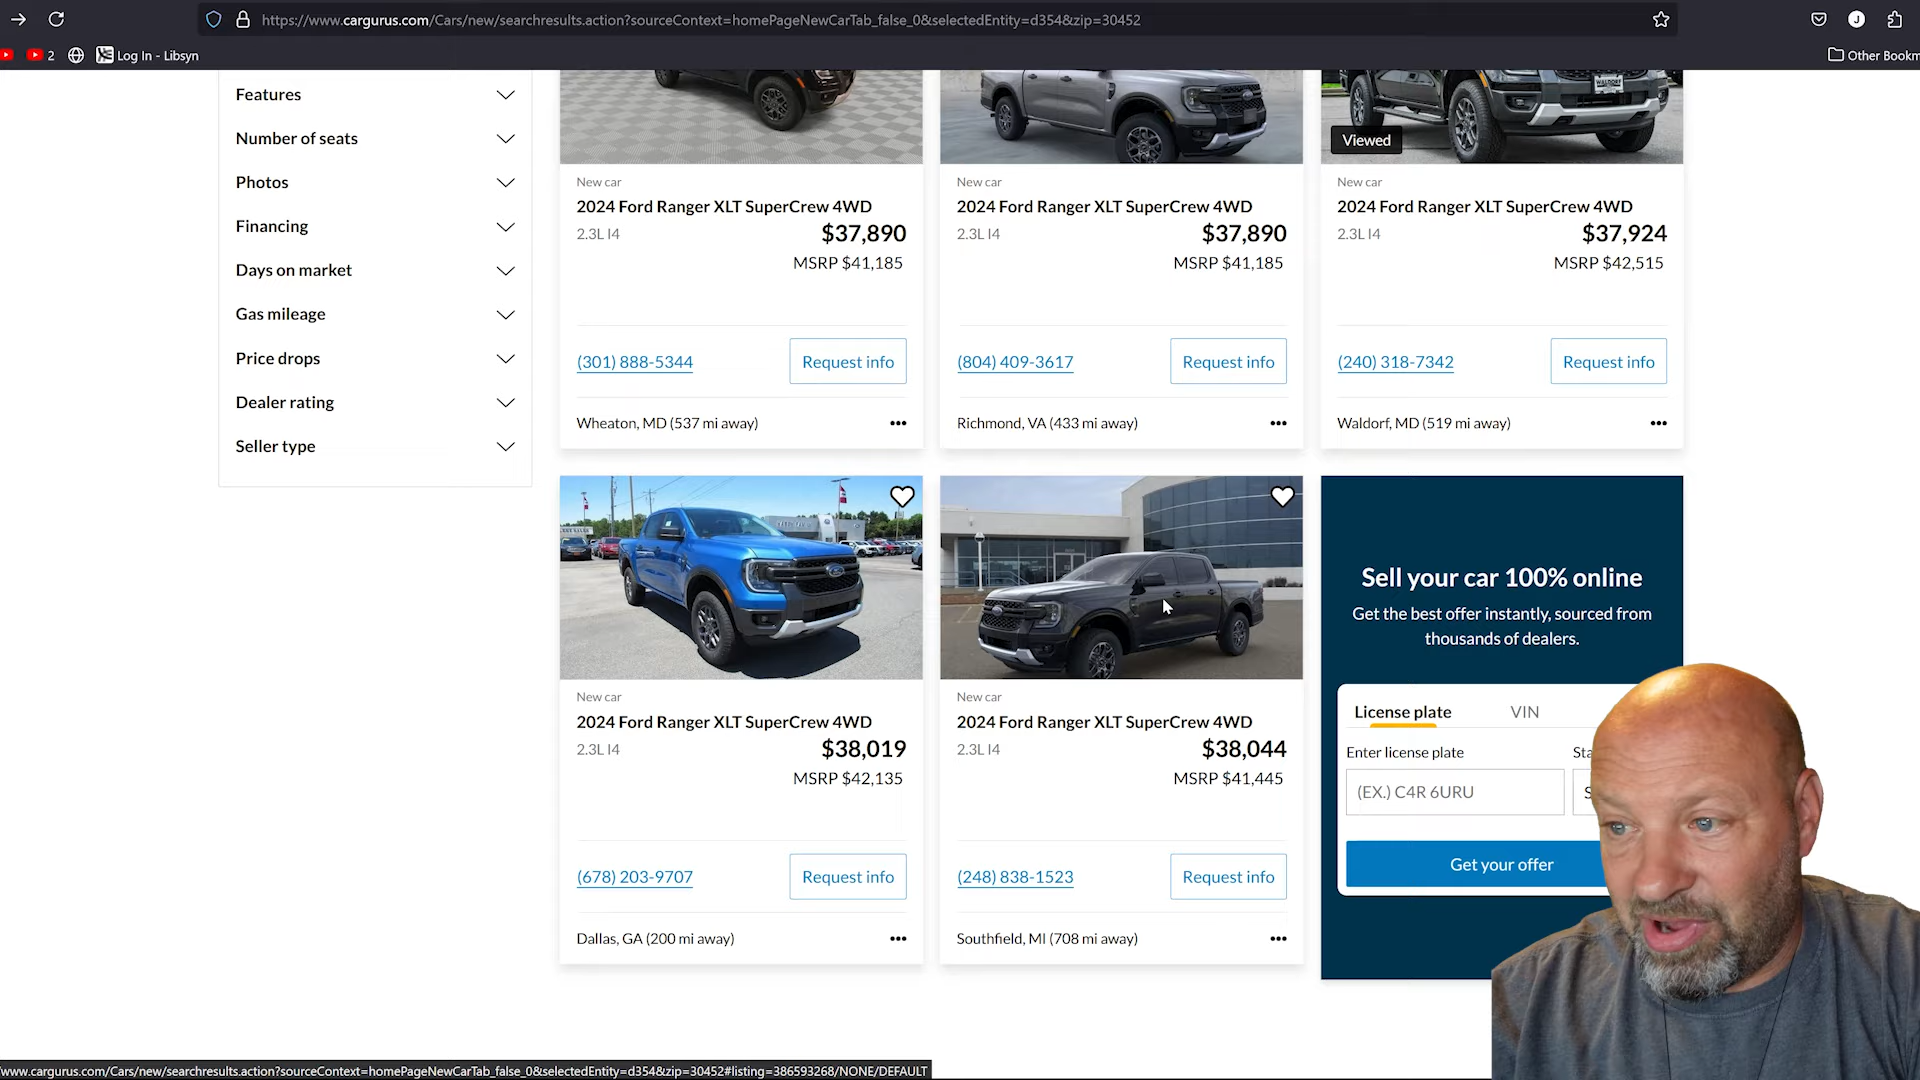 https://www.cargurus.com/Cars/new/searchresults.action?sourceContext=homePageNewCarTab_false_0&selectedEntity=d354&zip=30452
J
2
Log In - Libsyn
Other Bookm
Features
Number of seats
Photos
Financing
Days on market
Gas mileage
Price drops
Dealer rating
Seller type
WALDORF
Viewed
New car
2024 Ford Ranger XLT SuperCrew 4WD
2.3L I4
$37,890
MSRP $41,185
(301) 888-5344
Request info
Wheaton, MD (537 mi away)
New car
2024 Ford Ranger XLT SuperCrew 4WD
2.3L I4
$37,890
MSRP $41,185
(804) 409-3617
Request info
Richmond, VA (433 mi away)
New car
2024 Ford Ranger XLT SuperCrew 4WD
2.3L I4
$37,924
MSRP $42,515
(240) 318-7342
Request info
Waldorf, MD (519 mi away)
New car
2024 Ford Ranger XLT SuperCrew 4WD
2.3L I4
$38,019
MSRP $42,135
(678) 203-9707
Request info
Dallas, GA (200 mi away)
New car
2024 Ford Ranger XLT SuperCrew 4WD
2.3L I4
$38,044
MSRP $41,445
(248) 838-1523
Request info
Southfield, MI (708 mi away)
Sell your car 100% online
Get the best offer instantly, sourced from
thousands of dealers.
License plate
VIN
Enter license plate
Sta
(EX.) C4R 6URU
S
Get your offer
www.cargurus.com/Cars/new/searchresults.action?sourceContext=homePageNewCarTab_false_0&selectedEntity=d354&zip=30452#listing=386593268/NONE/DEFAULT